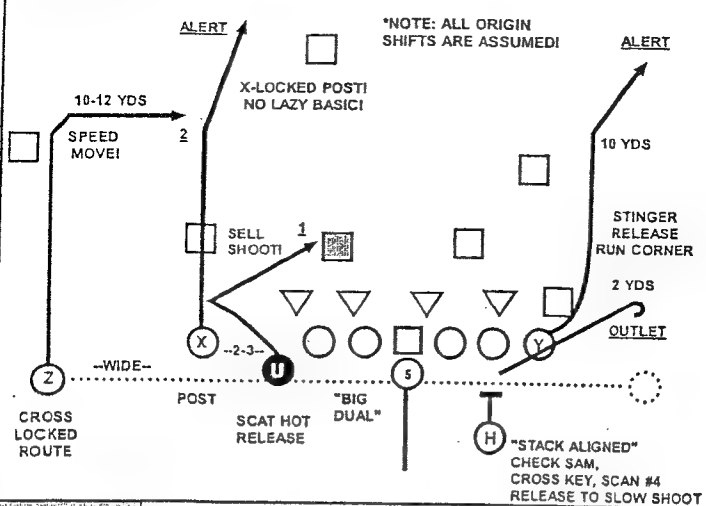 ALERT
*NOTE: ALL ORIGIN
SHIFTS ARE ASSUMED!
ALERT
X-LOCKED POST!
NO LAZY BASIC!
10-12 YDS
2
SPEED
MOVE!
10 YDS
SELL
SHOOT!
1
STINGER
RELEASE
RUN CORNER
2 YDS
OUTLET
X
--2-3--
Y
Z
--WIDE--
U
5
POST
"BIG
DUAL"
CROSS
LOCKED
ROUTE
SCAT HOT
RELEASE
H
"STACK ALIGNED"
CHECK SAM,
CROSS KEY, SCAN #4
RELEASE TO SLOW SHOOT